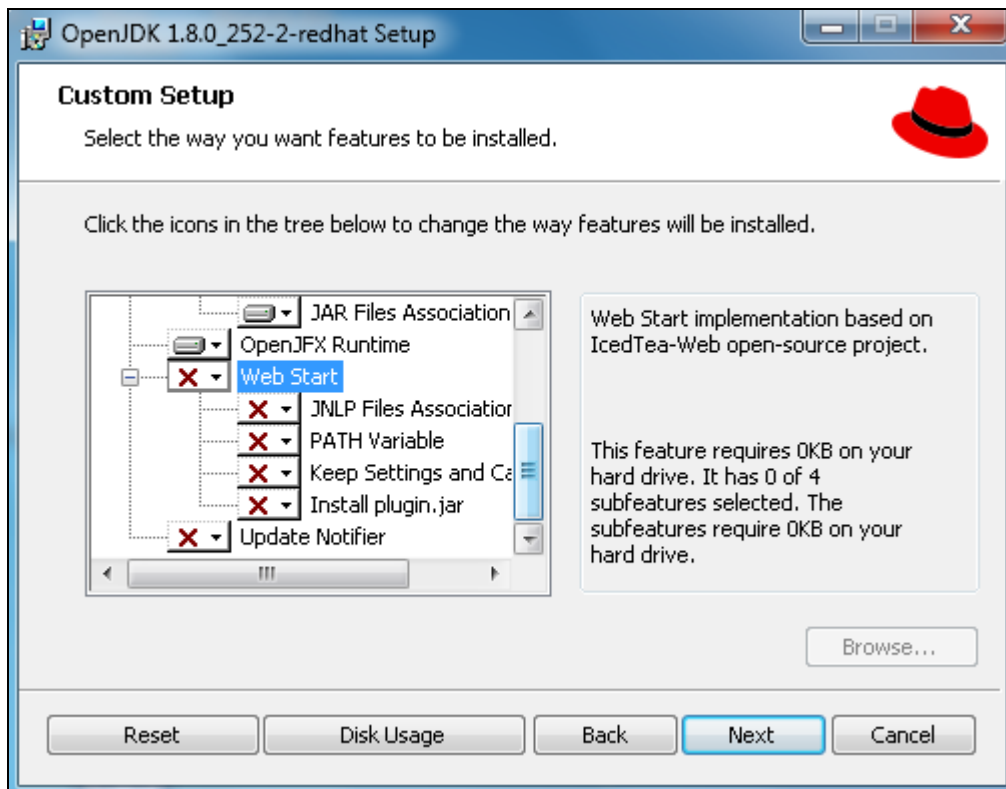 OpenJDK 1.8.0_252-2-redhat Setup
Custom Setup
Select the way you want features to be installed.
Click the icons in the tree below to change the way features will be installed.
JAR Files Association
OpenJFX Runtime
Web Start
JNLP Files Association
PATH Variable
Keep Settings and Ca
Install plugin.jar
Update Notifier
Web Start implementation based on
IcedTea-Web open-source project.
This feature requires 0KB on your
hard drive. It has 0 of 4
subfeatures selected. The
subfeatures require 0KB on your
hard drive.
Browse...
Reset
Disk Usage
Back
Next
Cancel